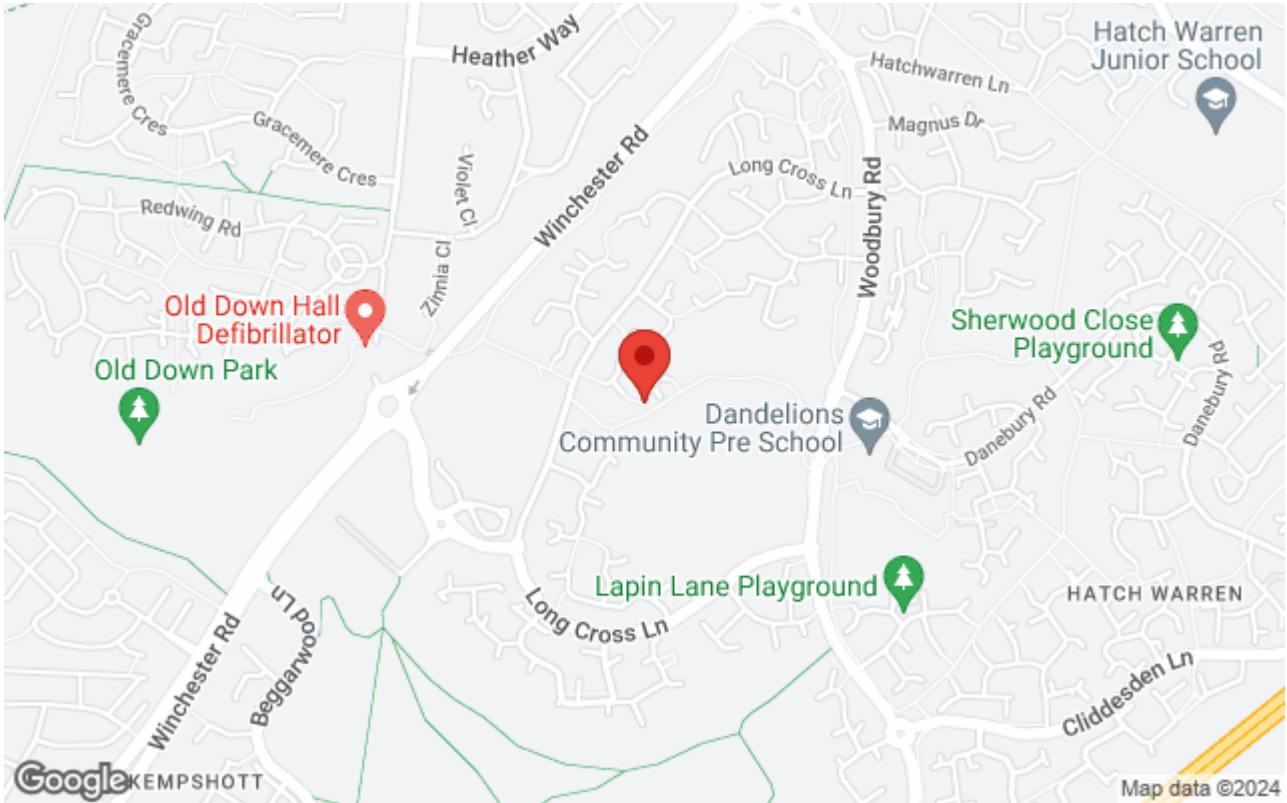 Gracemere Cres
Heather Way
Hatch Warren
Junior School
Hatchwarren Ln
Magnus Dr
Gracemere Cres
Violet Cl
Winchester Rd
Long Cross Ln
Woodbury Rd
Redwing Rd
Zinnia Cl
Old Down Hall
Defibrillator
Sherwood Close
Playground
Old Down Park
Danebury Rd
Dandelions
Community Pre School
Danebury Rd
Lapin Lane Playground
HATCH WARREN
Long Cross Ln
Beggarwood Ln
Winchester Rd
Cliddesden Ln
Google
KEMPSHOTT
Map data ©2024